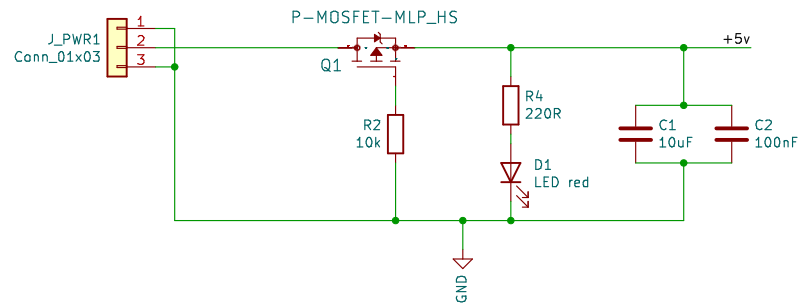 P-MOSFET-MLP_HS
J_PWR1
Conn_01x03
1
2
3
Q1
+5v
R4
220R
R2
10k
C1
10uF
C2
100nF
D1
LED red
GND